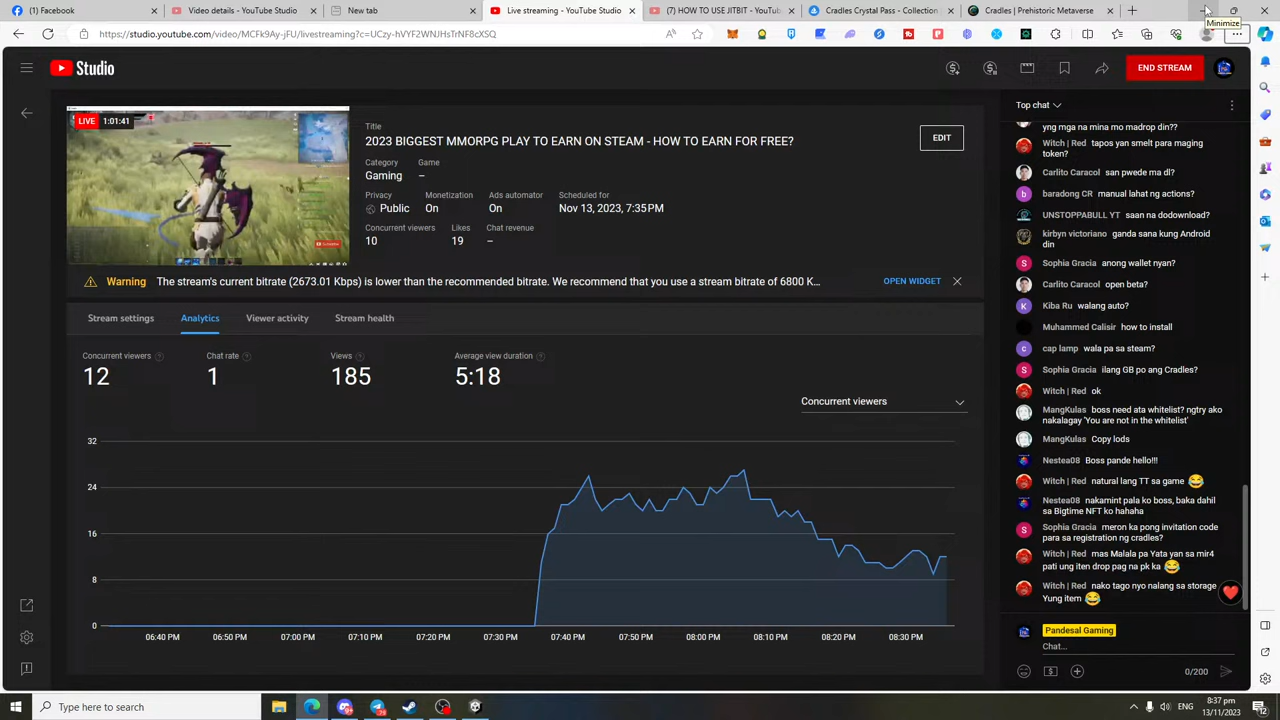 (1) Facebook
Video details - YouTube Studio
New tab
Live streaming - YouTube Studio
(7) HOW TO USE JITBIT - YouTub
Cradles Crystal Pass - Collection
Cradles | Prehistoric Metaverse
Minimize
https://studio.youtube.com/video/MCFk9Ay-jFU/livestreaming?c=UCzy-hVYF2WNJHsTrNF8cXSQ
Studio
END STREAM
LIVE 1:01:41
Title
2023 BIGGEST MMORPG PLAY TO EARN ON STEAM - HOW TO EARN FOR FREE?
EDIT
Category Game
Gaming –
Privacy Monetization Ads automator Scheduled for
Public On On Nov 13, 2023, 7:35 PM
Concurrent viewers Likes Chat revenue
10 19 –
Warning The stream's current bitrate (2673.01 Kbps) is lower than the recommended bitrate. We recommend that you use a stream bitrate of 6800 K...
OPEN WIDGET
Stream settings Analytics Viewer activity Stream health
Concurrent viewers Chat rate Views Average view duration
12 1 185 5:18
Concurrent viewers
32
24
16
8
0
06:40 PM 06:50 PM 07:00 PM 07:10 PM 07:20 PM 07:30 PM 07:40 PM 07:50 PM 08:00 PM 08:10 PM 08:20 PM 08:30 PM
Top chat
yng mga na mina mo madrop din??
Witch | Red tapos yan smelt para maging
token?
Carlito Caracol san pwede ma dl?
baradong CR manual lahat ng actions?
UNSTOPPABULL YT saan na dodownload?
kirbyn victoriano ganda sana kung Android
din
Sophia Gracia anong wallet nyan?
Carlito Caracol open beta?
Kiba Ru walang auto?
Muhammed Calisir how to install
cap lamp wala pa sa steam?
Sophia Gracia ilang GB po ang Cradles?
Witch | Red ok
MangKulas boss need ata whitelist? ngtry ako
nakalagay 'You are not in the whitelist'
MangKulas Copy lods
Nestea08 Boss pande hello!!!
Witch | Red natural lang TT sa game 😂
Nestea08 nakamint pala ko boss, baka dahil
sa Bigtime NFT ko hahaha
Sophia Gracia meron ka pong invitation code
para sa registration ng cradles?
Witch | Red mas Malala pa Yata yan sa mir4
pati ung iten drop pag na pk ka 😂
Witch | Red nako tago nyo nalang sa storage
Yung item 😂
Pandesal Gaming
Chat...
0/200
Type here to search
ENG
8:37 pm
13/11/2023
12